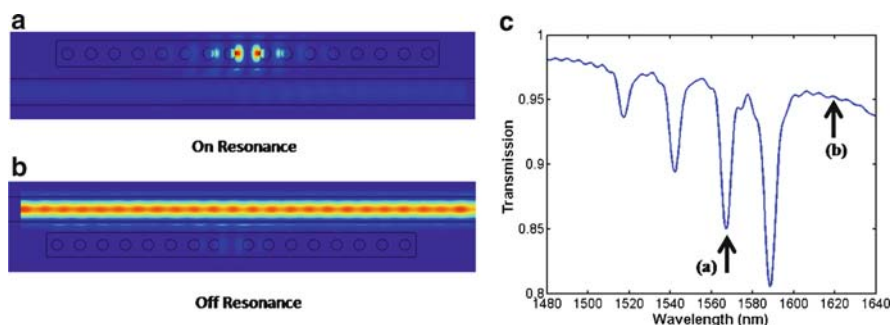 a
On Resonance
b
Off Resonance
c
1
0.95
0.9
0.85
0.8
Transmission
(a)
(b)
1480 1500 1520 1540 1560 1580 1600 1620 1640
Wavelength (nm)